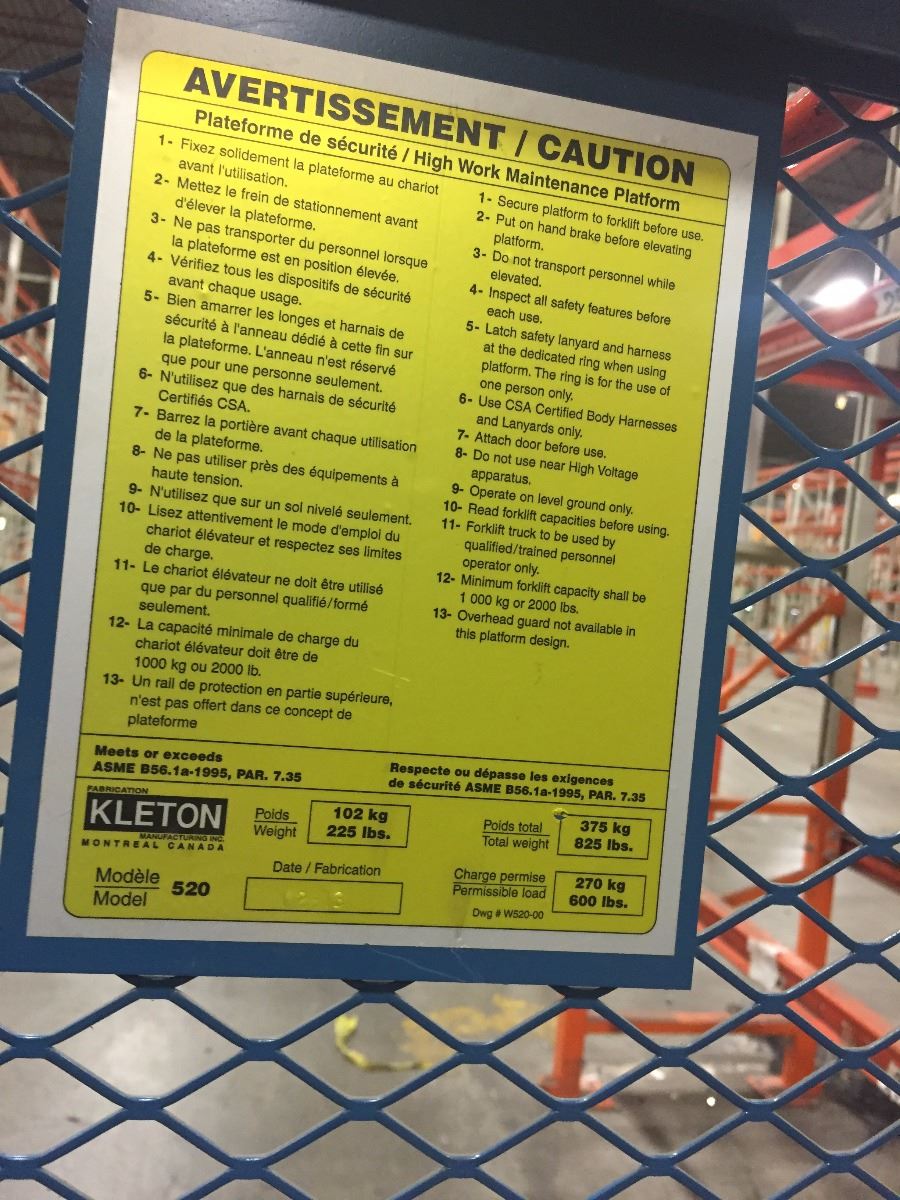 AVERTISSEMENT / CAUTION
Plateforme de sécurité / High Work Maintenance Platform
1- Fixez solidement la plateforme au chariot
avant l'utilisation.
2- Mettez le frein de stationnement avant
d'élever la plateforme.
3- Ne pas transporter du personnel lorsque
la plateforme est en position élevée.
4- Vérifiez tous les dispositifs de sécurité
avant chaque usage.
5- Bien amarrer les longes et harnais de
sécurité à l'anneau dédié à cette fin sur
la plateforme. L'anneau n'est réservé
que pour une personne seulement.
6- N'utilisez que des harnais de sécurité
Certifiés CSA.
7- Barrez la portière avant chaque utilisation
de la plateforme.
8- Ne pas utiliser près des équipements à
haute tension.
9- N'utilisez que sur un sol nivelé seulement.
10- Lisez attentivement le mode d'emploi du
chariot élévateur et respectez ses limites
de charge.
11- Le chariot élévateur ne doit être utilisé
que par du personnel qualifié/formé
seulement.
12- La capacité minimale de charge du
chariot élévateur doit être de
1000 kg ou 2000 lb.
13- Un rail de protection en partie supérieure,
n'est pas offert dans ce concept de
plateforme
1- Secure platform to forklift before use.
2- Put on hand brake before elevating
platform.
3- Do not transport personnel while
elevated.
4- Inspect all safety features before
each use.
5- Latch safety lanyard and harness
at the dedicated ring when using
platform. The ring is for the use of
one person only.
6- Use CSA Certified Body Harnesses
and Lanyards only.
7- Attach door before use.
8- Do not use near High Voltage
apparatus.
9- Operate on level ground only.
10- Read forklift capacities before using.
11- Forklift truck to be used by
qualified/trained personnel
operator only.
12- Minimum forklift capacity shall be
1 000 kg or 2000 lbs.
13- Overhead guard not available in
this platform design.
Meets or exceeds
ASME B56.1a-1995, PAR. 7.35
Respecte ou dépasse les exigences
de sécurité ASME B56.1a-1995, PAR. 7.35
FABRICATION
KLETON
MANUFACTURING INC.
MONTREAL CANADA
Poids
Weight
102 kg
225 lbs.
Poids total
Total weight
375 kg
825 lbs.
Modèle
Model
520
Date / Fabrication
Charge permise
Permissible load
270 kg
600 lbs.
Dwg # W520-00